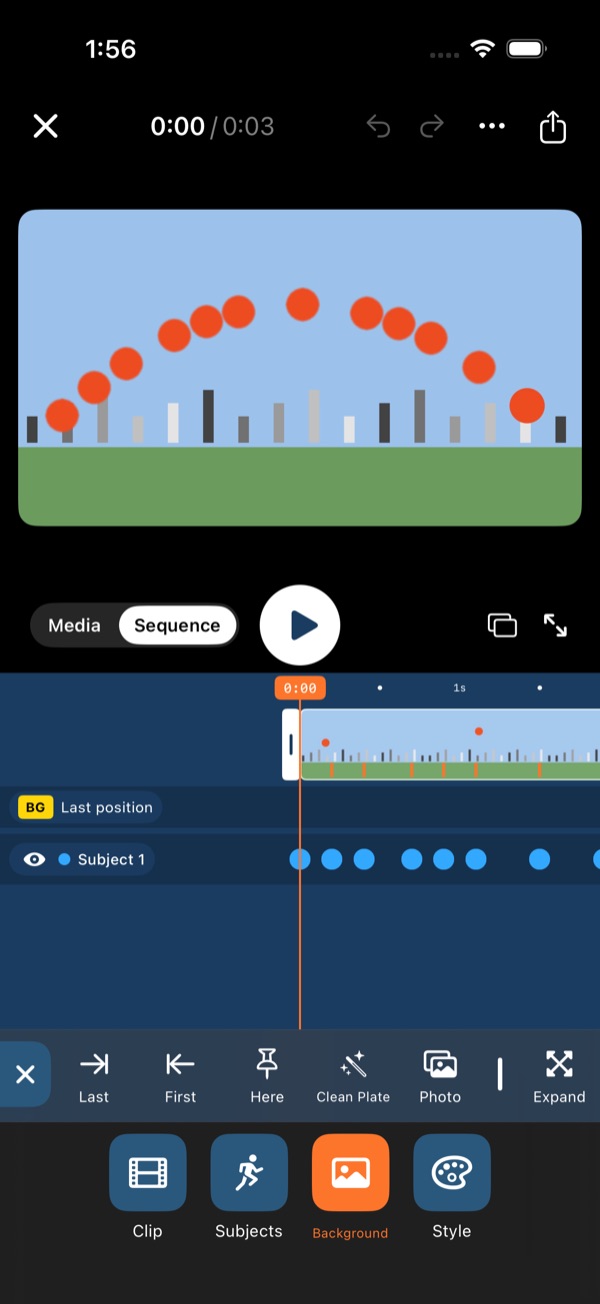 1:56
0:00 / 0:03
Media Sequence
0:00 1s
BG Last position
Subject 1
Last First Here Clean Plate Photo Expand
Clip Subjects Background Style